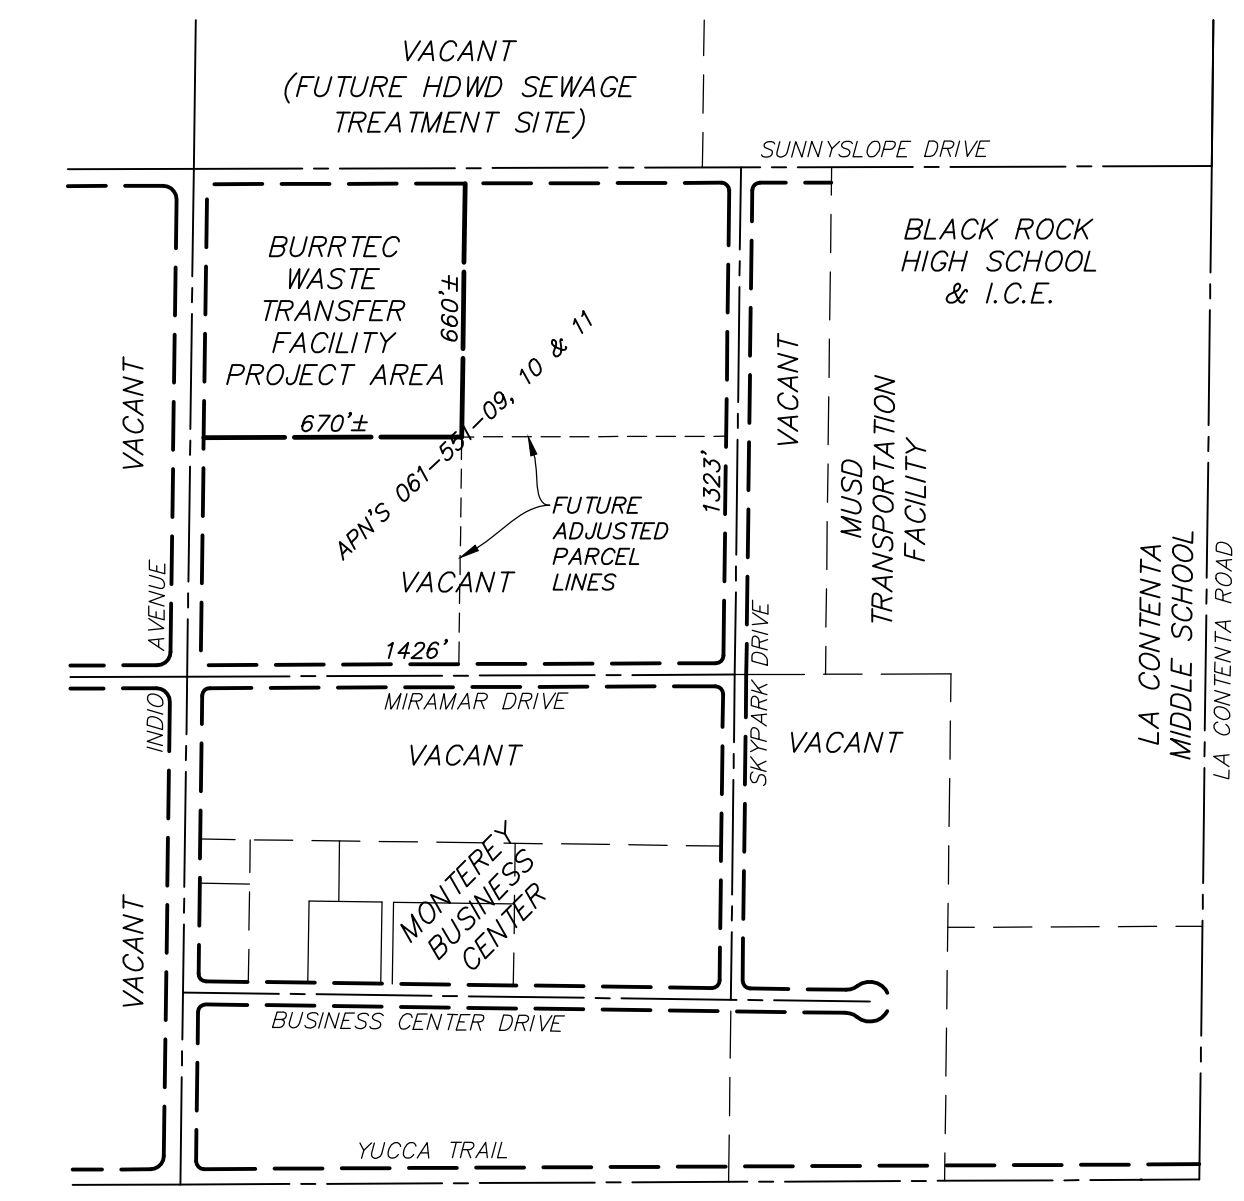 VACANT
(FUTURE HDWD SEWAGE
TREATMENT SITE)
SUNNYSLOPE DRIVE
BURRTEC
WASTE
TRANSFER
FACILITY
PROJECT AREA
660'±
670'±
BLACK ROCK
HIGH SCHOOL
& I.C.E.
VACANT
VACANT
APN'S 061-551-09, 10 & 11
1323'
MUSD
TRANSPORTATION
FACILITY
FUTURE
ADJUSTED
PARCEL
LINES
VACANT
1426'
INDIO AVENUE
MIRAMAR DRIVE
SKYPARK DRIVE
LA CONTENTA
MIDDLE SCHOOL
LA CONTENTA ROAD
VACANT
VACANT
MONTEREY
BUSINESS
CENTER
VACANT
BUSINESS CENTER DRIVE
YUCCA TRAIL